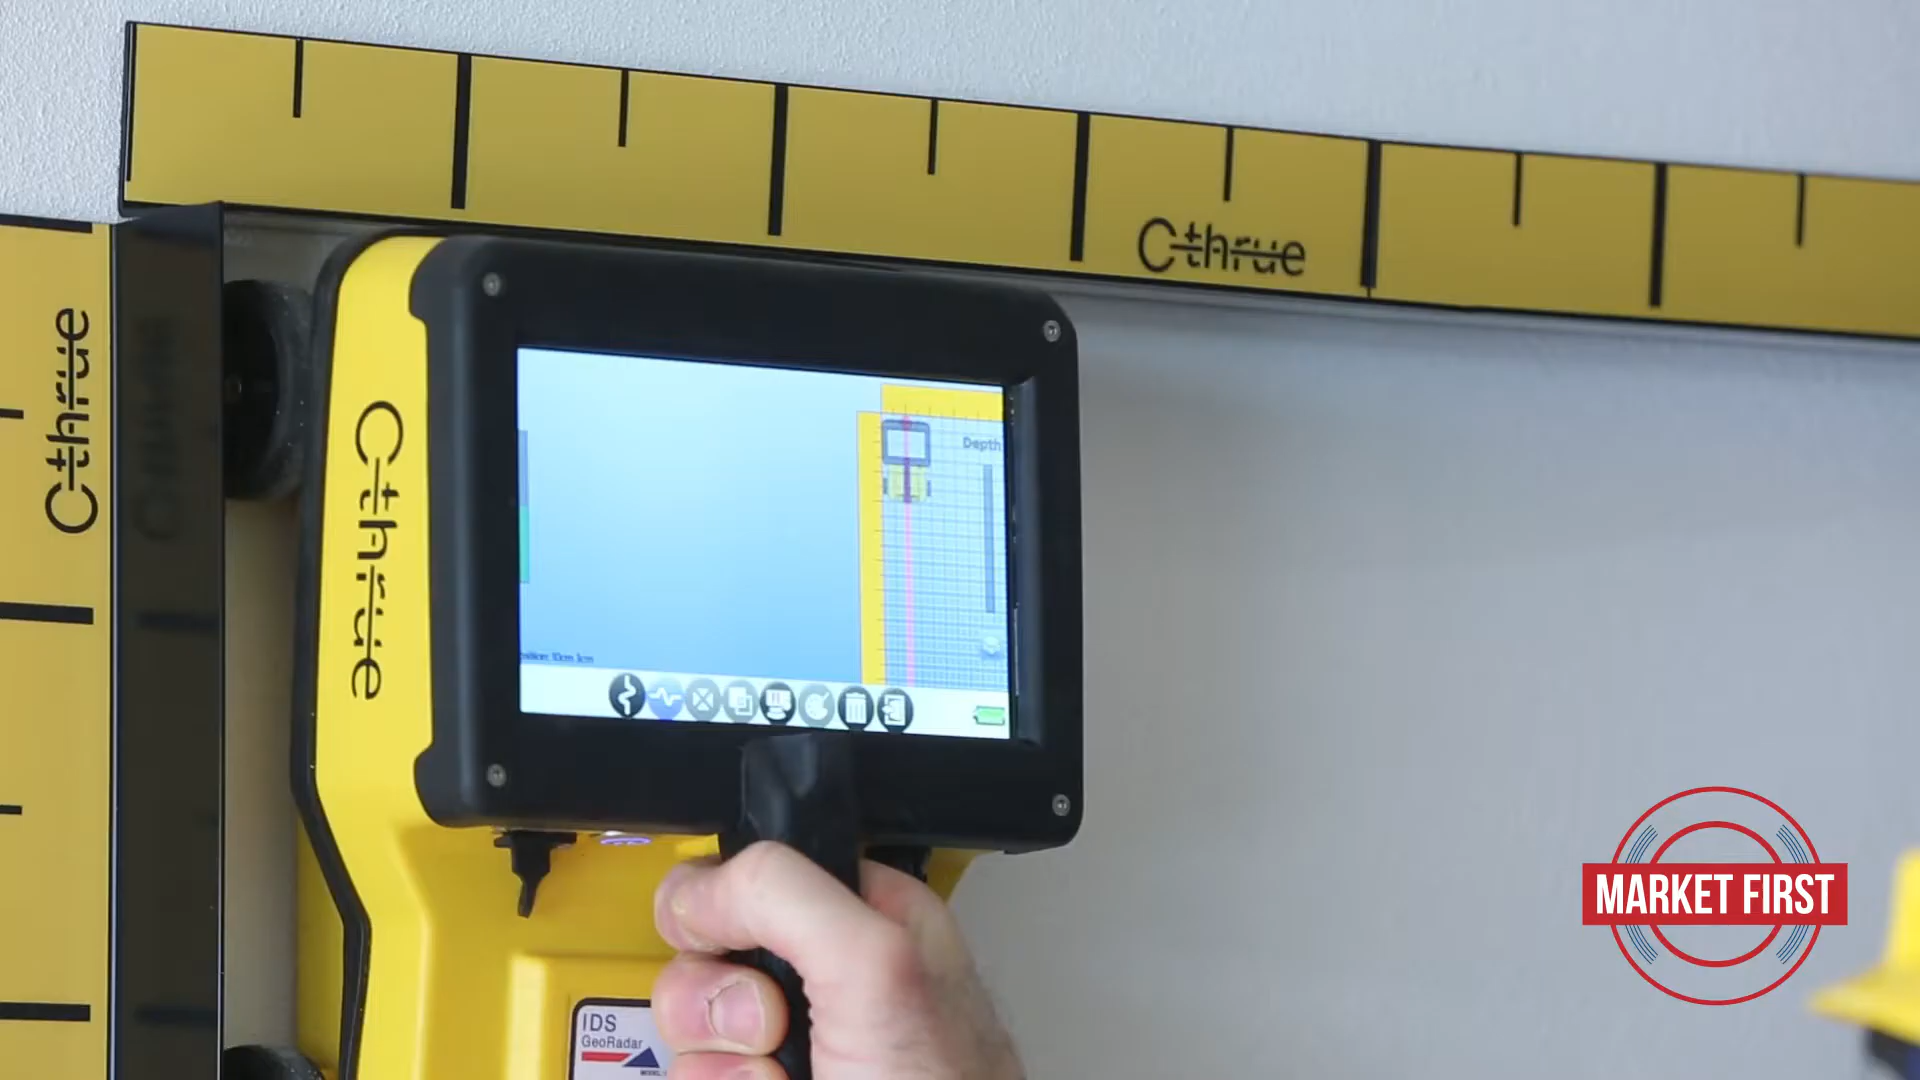 Cthrue
Cthrue
Cthrue
Depth
MARKET FIRST
IDS
GeoRadar